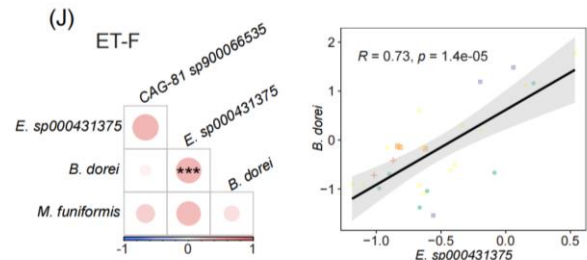 (J)
ET-F
CAG-81 sp900066535
E. sp000431375
E. sp000431375
B. dorei
***
B. dorei
M. funiformis
-1 0 1
R = 0.73, p = 1.4e-05
B. dorei
2
1
0
-1
-1.0 -0.5 0.0 0.5
E. sp000431375